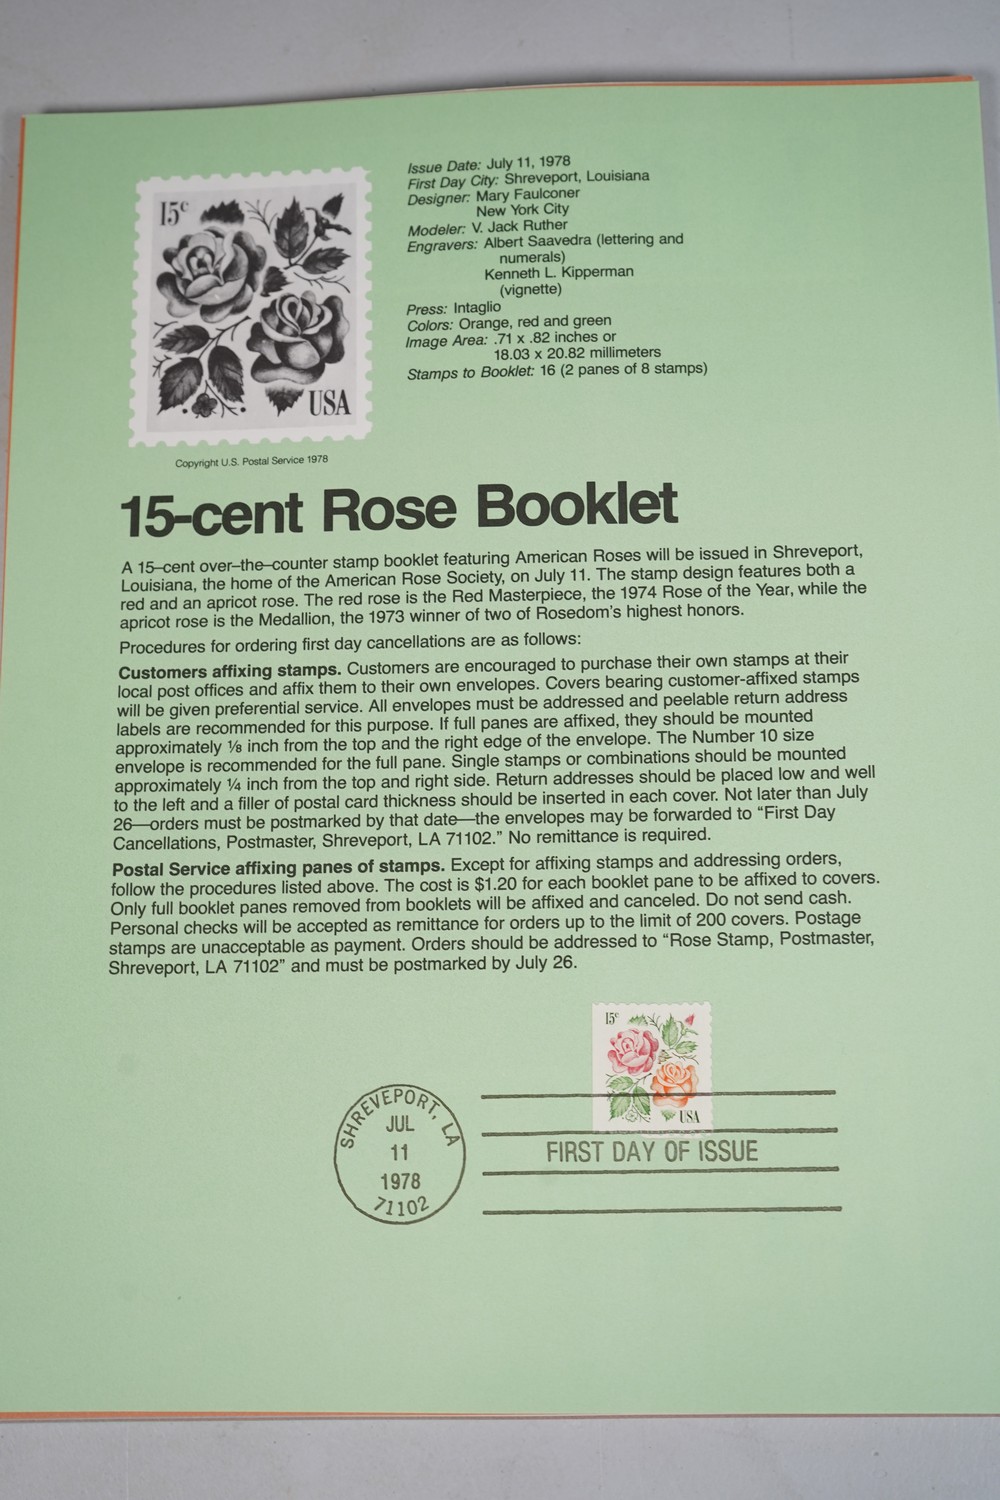 15c
USA
Copyright U.S. Postal Service 1978
Issue Date: July 11, 1978
First Day City: Shreveport, Louisiana
Designer: Mary Faulconer
New York City
Modeler: V. Jack Ruther
Engravers: Albert Saavedra (lettering and
numerals)
Kenneth L. Kipperman
(vignette)
Press: Intaglio
Colors: Orange, red and green
Image Area: .71 x .82 inches or
18.03 x 20.82 millimeters
Stamps to Booklet: 16 (2 panes of 8 stamps)
15-cent Rose Booklet
A 15–cent over–the–counter stamp booklet featuring American Roses will be issued in Shreveport,
Louisiana, the home of the American Rose Society, on July 11. The stamp design features both a
red and an apricot rose. The red rose is the Red Masterpiece, the 1974 Rose of the Year, while the
apricot rose is the Medallion, the 1973 winner of two of Rosedom's highest honors.
Procedures for ordering first day cancellations are as follows:
Customers affixing stamps. Customers are encouraged to purchase their own stamps at their
local post offices and affix them to their own envelopes. Covers bearing customer-affixed stamps
will be given preferential service. All envelopes must be addressed and peelable return address
labels are recommended for this purpose. If full panes are affixed, they should be mounted
approximately ⅛ inch from the top and the right edge of the envelope. The Number 10 size
envelope is recommended for the full pane. Single stamps or combinations should be mounted
approximately ¼ inch from the top and right side. Return addresses should be placed low and well
to the left and a filler of postal card thickness should be inserted in each cover. Not later than July
26—orders must be postmarked by that date—the envelopes may be forwarded to “First Day
Cancellations, Postmaster, Shreveport, LA 71102.” No remittance is required.
Postal Service affixing panes of stamps. Except for affixing stamps and addressing orders,
follow the procedures listed above. The cost is $1.20 for each booklet pane to be affixed to covers.
Only full booklet panes removed from booklets will be affixed and canceled. Do not send cash.
Personal checks will be accepted as remittance for orders up to the limit of 200 covers. Postage
stamps are unacceptable as payment. Orders should be addressed to “Rose Stamp, Postmaster,
Shreveport, LA 71102” and must be postmarked by July 26.
15c
USA
SHREVEPORT, LA
JUL
11
1978
71102
FIRST DAY OF ISSUE